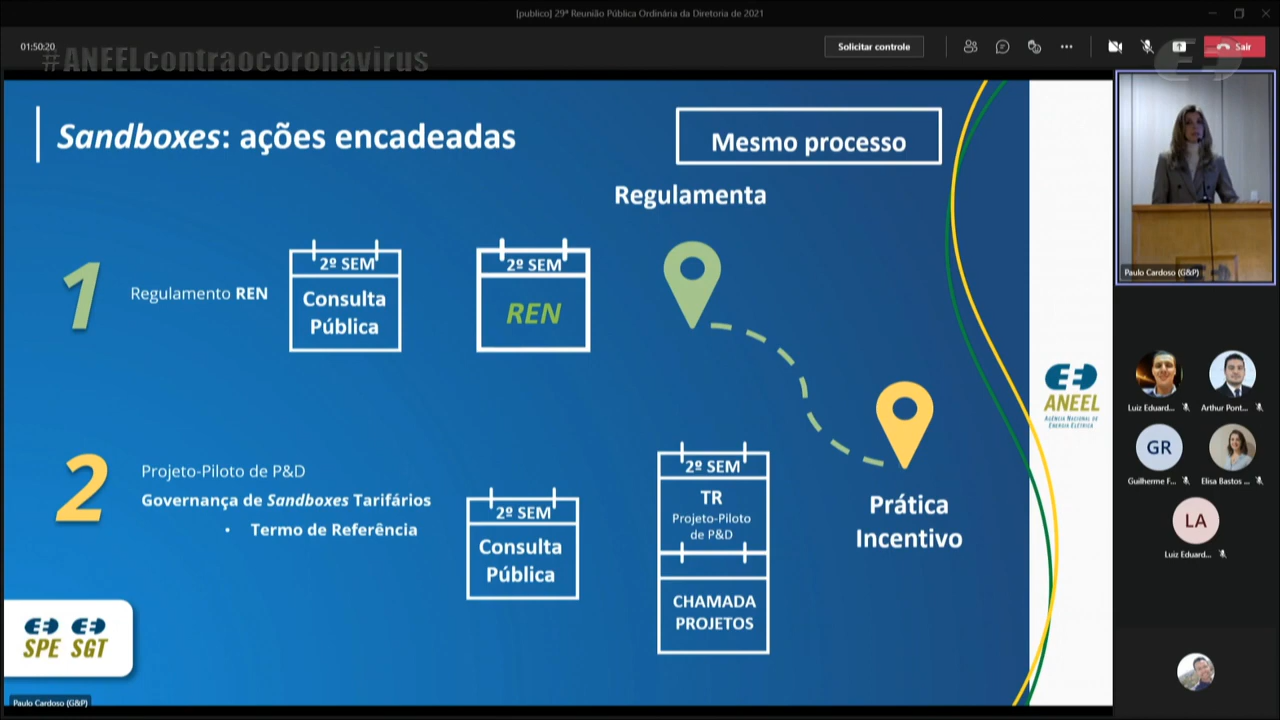 [publico] 29ª Reunião Pública Ordinária da Diretoria de 2021
01:50:20
#ANEELcontraocoronavirus
Solicitar controle
Sair
Sandboxes: ações encadeadas
Mesmo processo
Regulamenta
1
Regulamento REN
2º SEM
Consulta
Pública
2º SEM
REN
2
Projeto-Piloto de P&D
Governança de Sandboxes Tarifários
• Termo de Referência
2º SEM
Consulta
Pública
2º SEM
TR
Projeto-Piloto
de P&D
CHAMADA
PROJETOS
Prática
Incentivo
SPE SGT
Paulo Cardoso (G&P)
ANEEL
AGÊNCIA NACIONAL DE
ENERGIA ELÉTRICA
Paulo Cardoso (G&P)
Luiz Eduard...
Arthur Pont...
GR
Guilherme F...
Elisa Bastos ...
LA
Luiz Eduard...